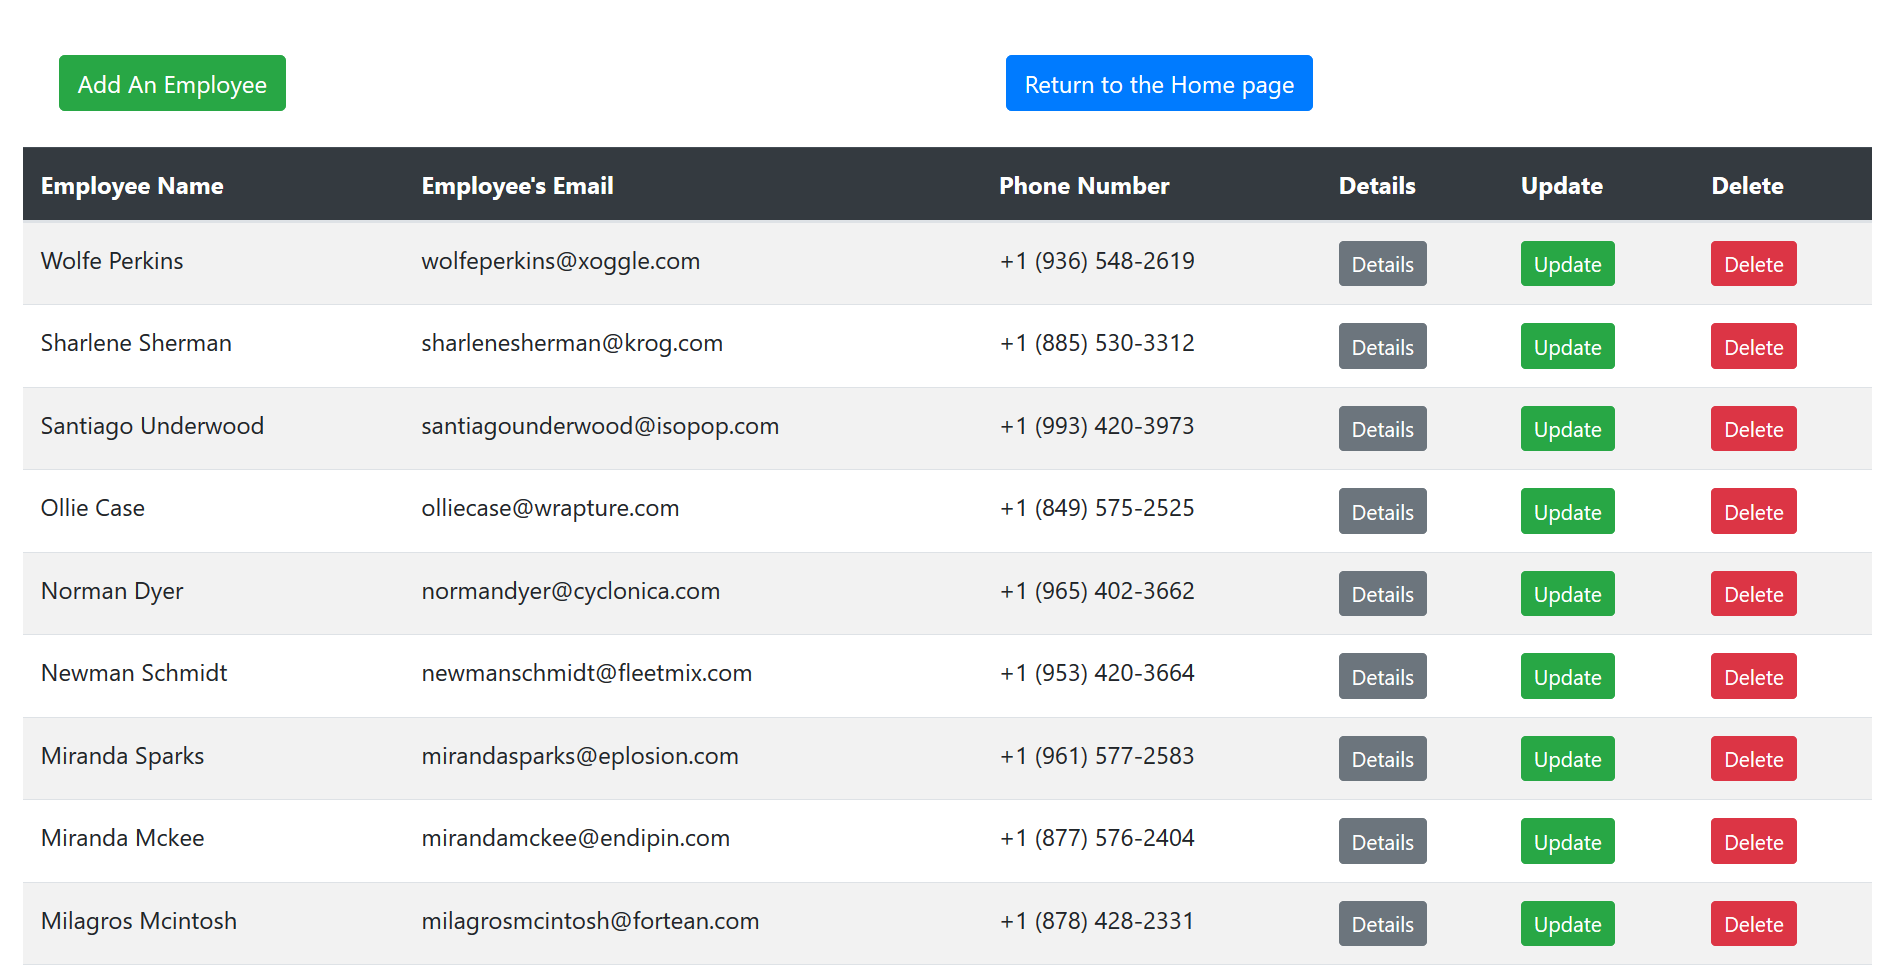 Add An Employee Return to the Home page
Employee Name Employee's Email Phone Number Details Update Delete
Wolfe Perkins wolfeperkins@xoggle.com +1 (936) 548-2619 Details Update Delete
Sharlene Sherman sharlenesherman@krog.com +1 (885) 530-3312 Details Update Delete
Santiago Underwood santiagounderwood@isopop.com +1 (993) 420-3973 Details Update Delete
Ollie Case olliecase@wrapture.com +1 (849) 575-2525 Details Update Delete
Norman Dyer normandyer@cyclonica.com +1 (965) 402-3662 Details Update Delete
Newman Schmidt newmanschmidt@fleetmix.com +1 (953) 420-3664 Details Update Delete
Miranda Sparks mirandasparks@eplosion.com +1 (961) 577-2583 Details Update Delete
Miranda Mckee mirandamckee@endipin.com +1 (877) 576-2404 Details Update Delete
Milagros Mcintosh milagrosmcintosh@fortean.com +1 (878) 428-2331 Details Update Delete